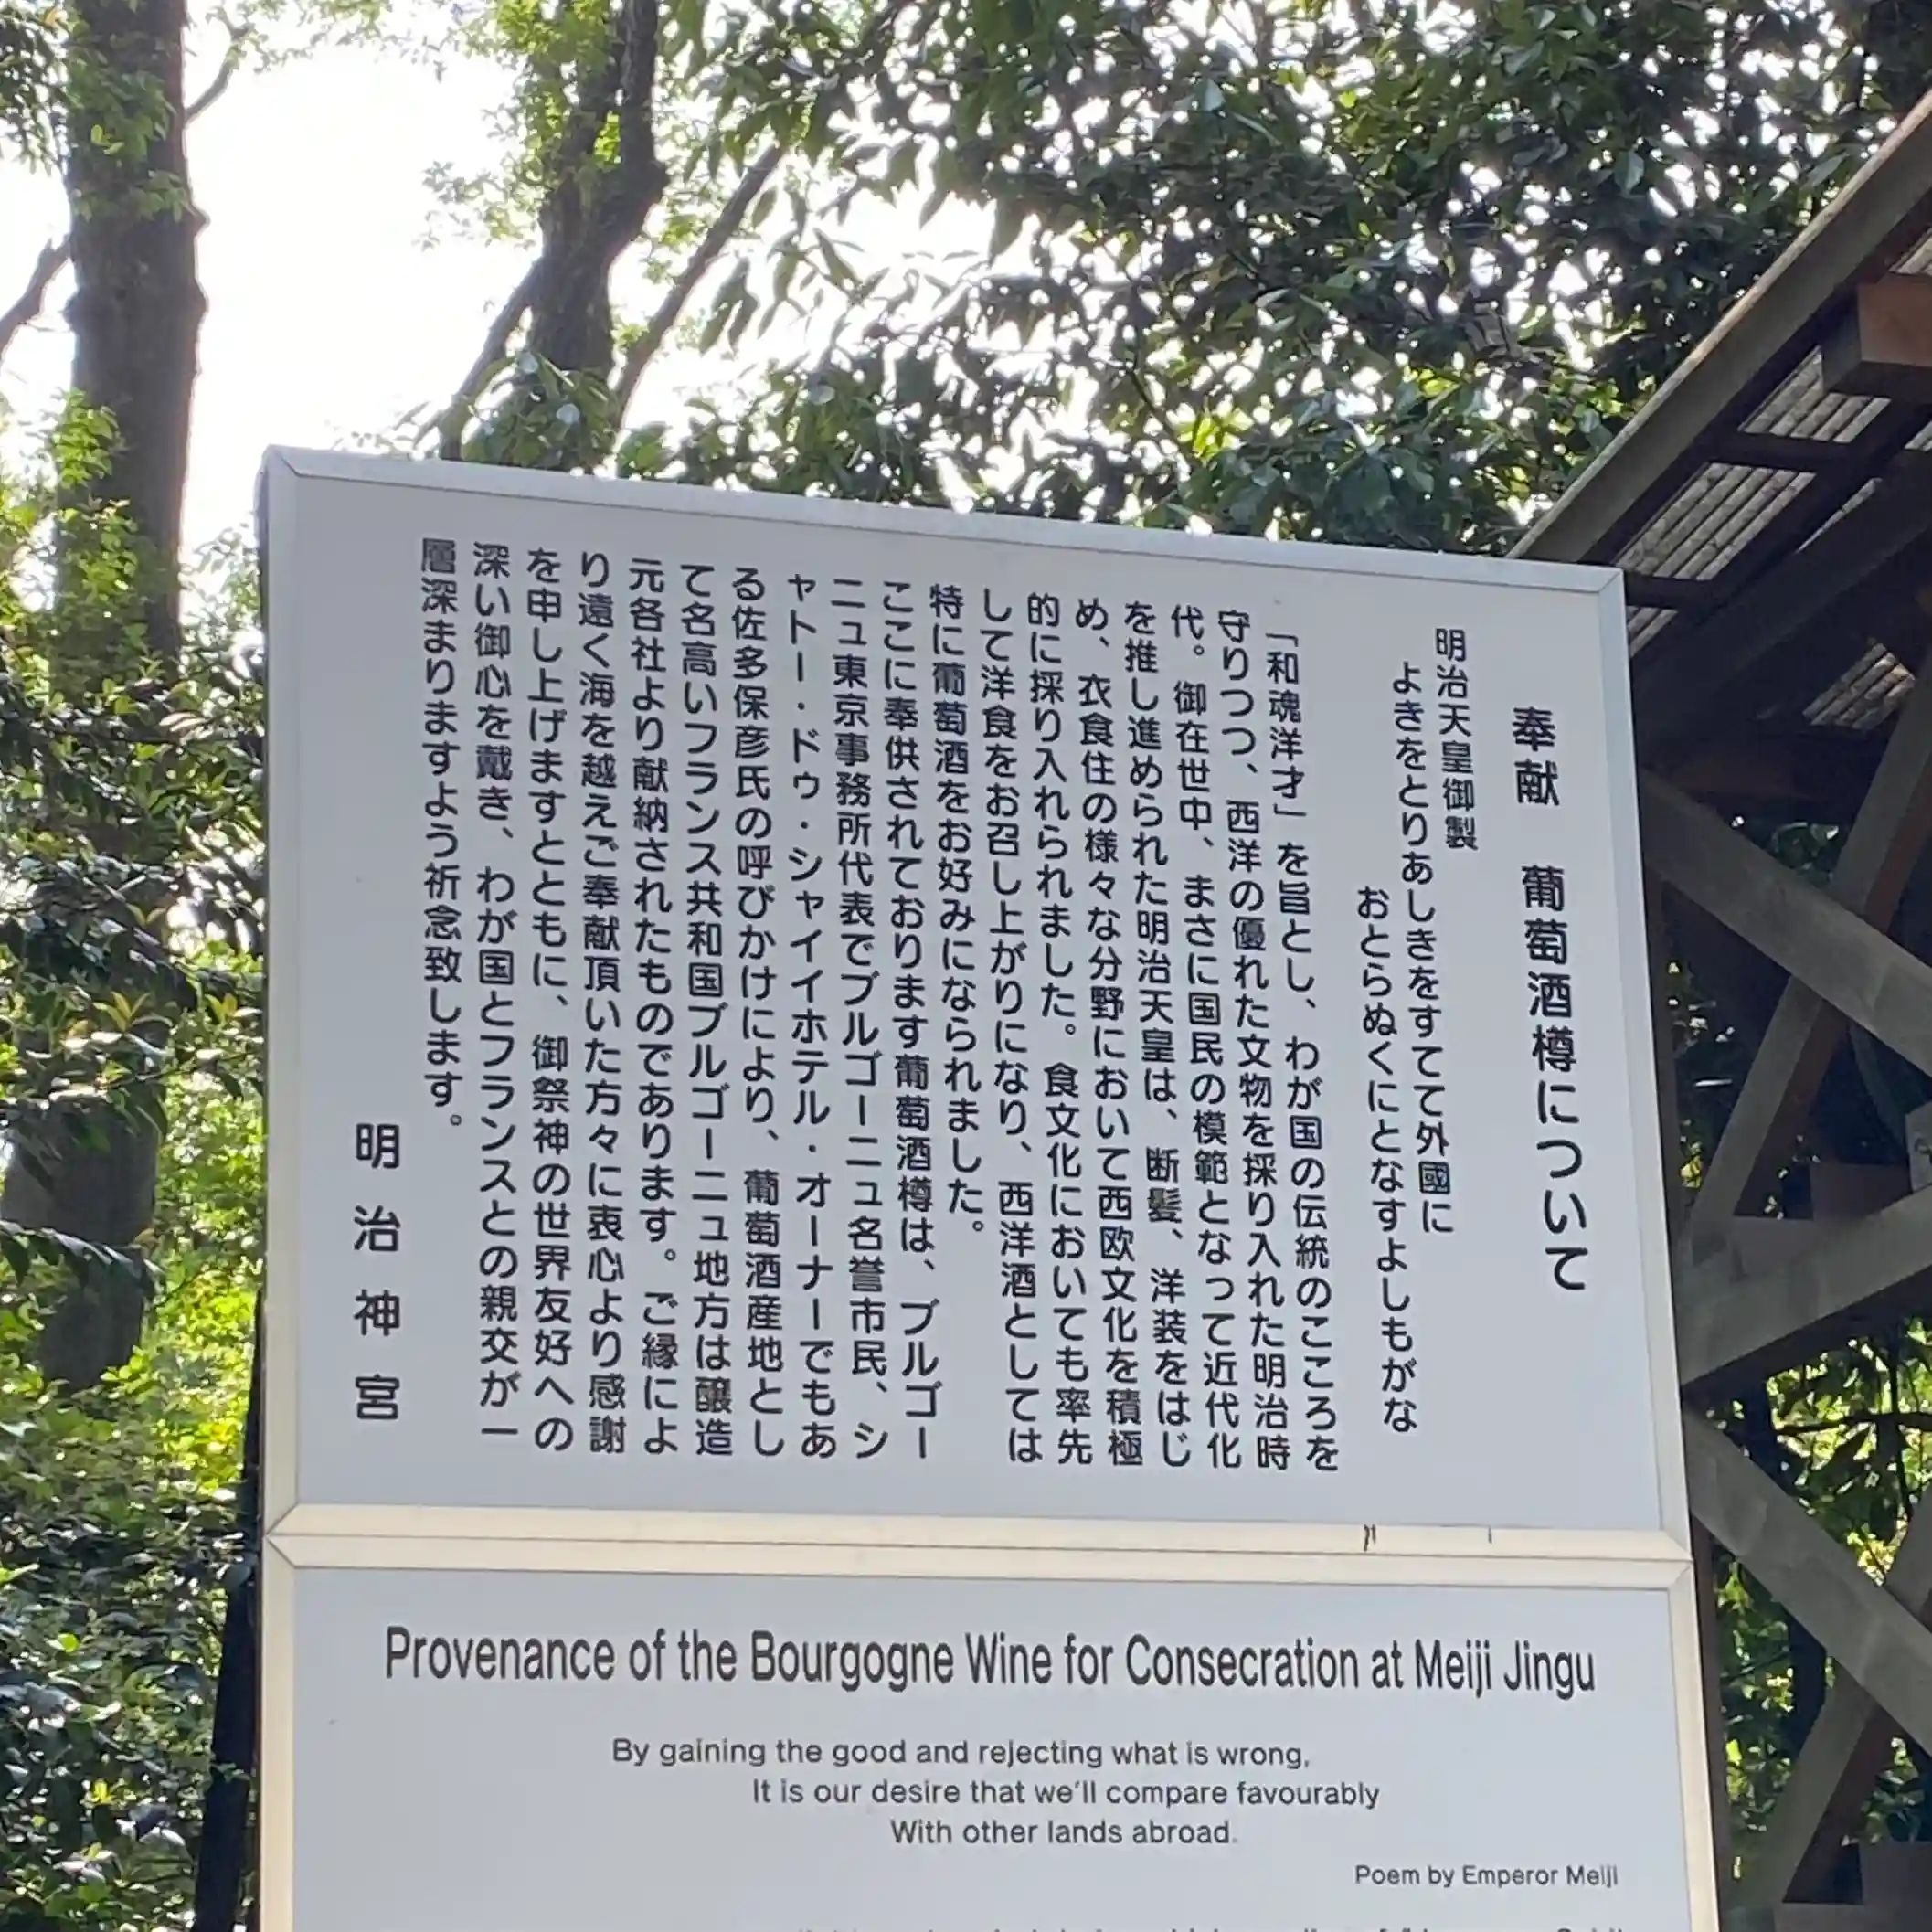 奉献　葡萄酒樽について
明治天皇御製
よきをとりあしきをすてて外國に
おとらぬくにとなすよしもがな
「和魂洋才」を旨とし、わが国の伝統のこころを
守りつつ、西洋の優れた文物を採り入れた明治時
代。御在世中、まさに国民の模範となって近代化
を推し進められた明治天皇は、断髪、洋装をはじ
め、衣食住の様々な分野において西欧文化を積極
的に採り入れられました。食文化においても率先
して洋食をお召し上がりになり、西洋酒としては
特に葡萄酒をお好みになられました。
ここに奉供されております葡萄酒樽は、ブルゴー
ニュ東京事務所代表でブルゴーニュ名誉市民、シ
ャトー・ドゥ・シャイイホテル・オーナーでもあ
る佐多保彦氏の呼びかけにより、葡萄酒産地とし
て名高いフランス共和国ブルゴーニュ地方は醸造
元各社より献納されたものであります。ご縁によ
り遠く海を越えご奉献頂いた方々に衷心より感謝
を申し上げますとともに、御祭神の世界友好への
深い御心を戴き、わが国とフランスとの親交が一
層深まりますよう祈念致します。
明治神宮
Provenance of the Bourgogne Wine for Consecration at Meiji Jingu
By gaining the good and rejecting what is wrong,
It is our desire that we'll compare favourably
With other lands abroad.
Poem by Emperor Meiji